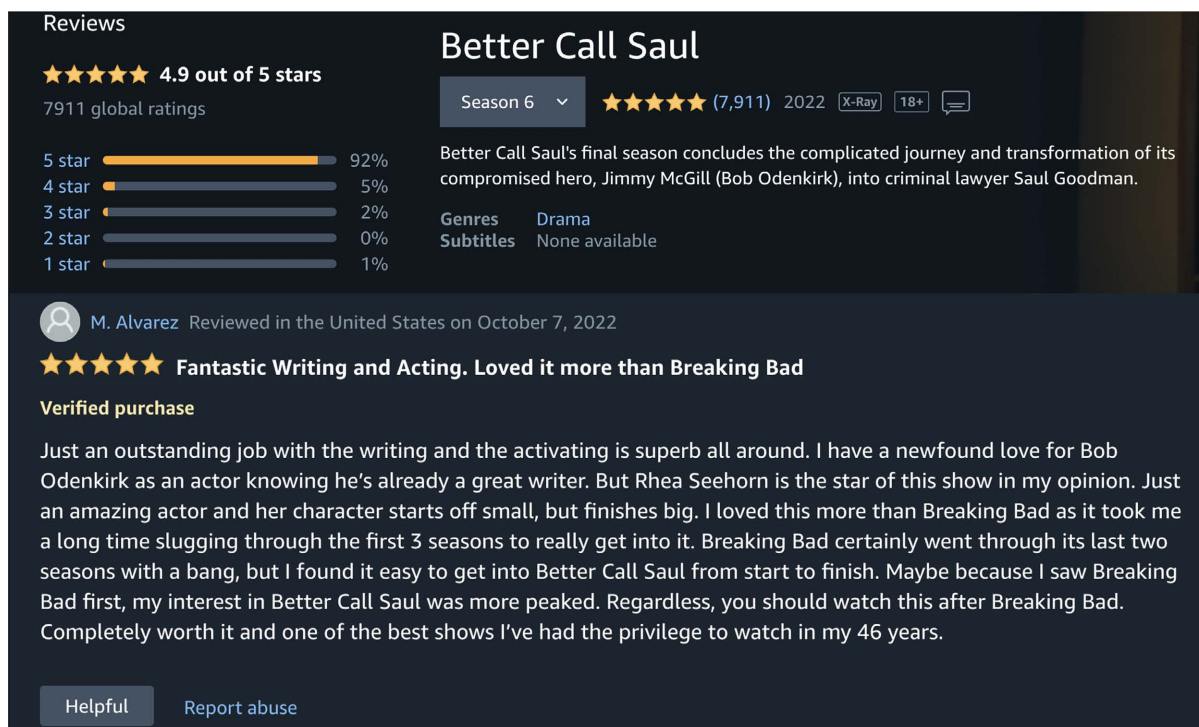 Reviews
4.9 out of 5 stars
7911 global ratings
5 star 92%
4 star 5%
3 star 2%
2 star 0%
1 star 1%
Better Call Saul
Season 6 (7,911) 2022 X-Ray 18+
Better Call Saul's final season concludes the complicated journey and transformation of its
compromised hero, Jimmy McGill (Bob Odenkirk), into criminal lawyer Saul Goodman.
Genres Drama
Subtitles None available
M. Alvarez Reviewed in the United States on October 7, 2022
Fantastic Writing and Acting. Loved it more than Breaking Bad
Verified purchase
Just an outstanding job with the writing and the activating is superb all around. I have a newfound love for Bob
Odenkirk as an actor knowing he’s already a great writer. But Rhea Seehorn is the star of this show in my opinion. Just
an amazing actor and her character starts off small, but finishes big. I loved this more than Breaking Bad as it took me
a long time slugging through the first 3 seasons to really get into it. Breaking Bad certainly went through its last two
seasons with a bang, but I found it easy to get into Better Call Saul from start to finish. Maybe because I saw Breaking
Bad first, my interest in Better Call Saul was more peaked. Regardless, you should watch this after Breaking Bad.
Completely worth it and one of the best shows I’ve had the privilege to watch in my 46 years.
Helpful Report abuse